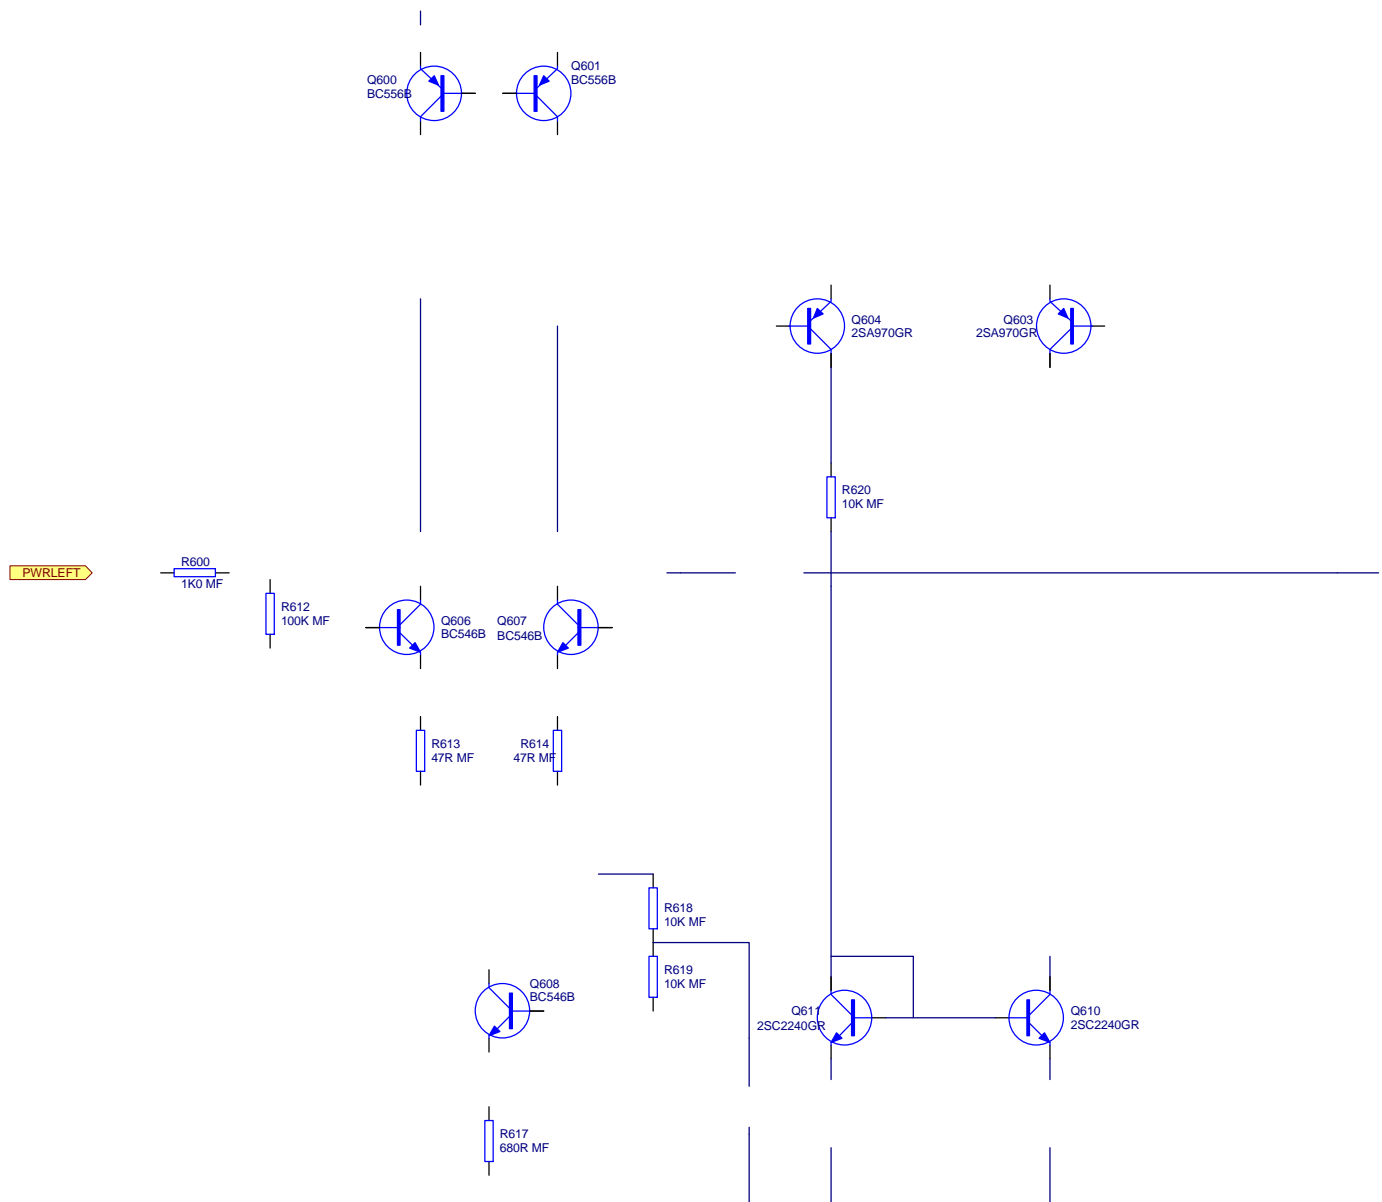 Q600
BC556B
Q601
BC556B
Q604
2SA970GR
Q603
2SA970GR
R620
10K MF
PWRLEFT
R600
1K0 MF
R612
100K MF
Q606
BC546B
Q607
BC546B
R613
47R MF
R614
47R MF
R618
10K MF
R619
10K MF
Q608
BC546B
Q611
2SC2240GR
Q610
2SC2240GR
R617
680R MF